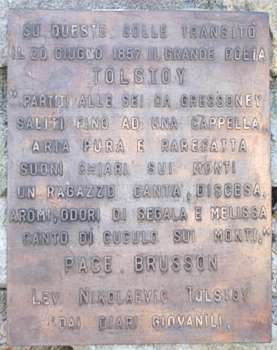 SU QUESTO COLLE TRANSITÒ
IL 20 GIUGNO 1857 IL GRANDE POETA
TOLSTOY
"PARTITI ALLE SEI DA GRESSONEY
SALITI FINO AD UNA CAPPELLA
ARIA PURA E RAREFATTA
SUONI CHIARI SUI MONTI
UN RAGAZZO CANTA, DISCESA,
AROMI, ODORI DI SEGALA E MELISSA
CANTO DI CUCULO SUI MONTI,"
PACE BRUSSON
LEV NIKOLAEVIC TOLSTOY
"DAI DIARI GIOVANILI,